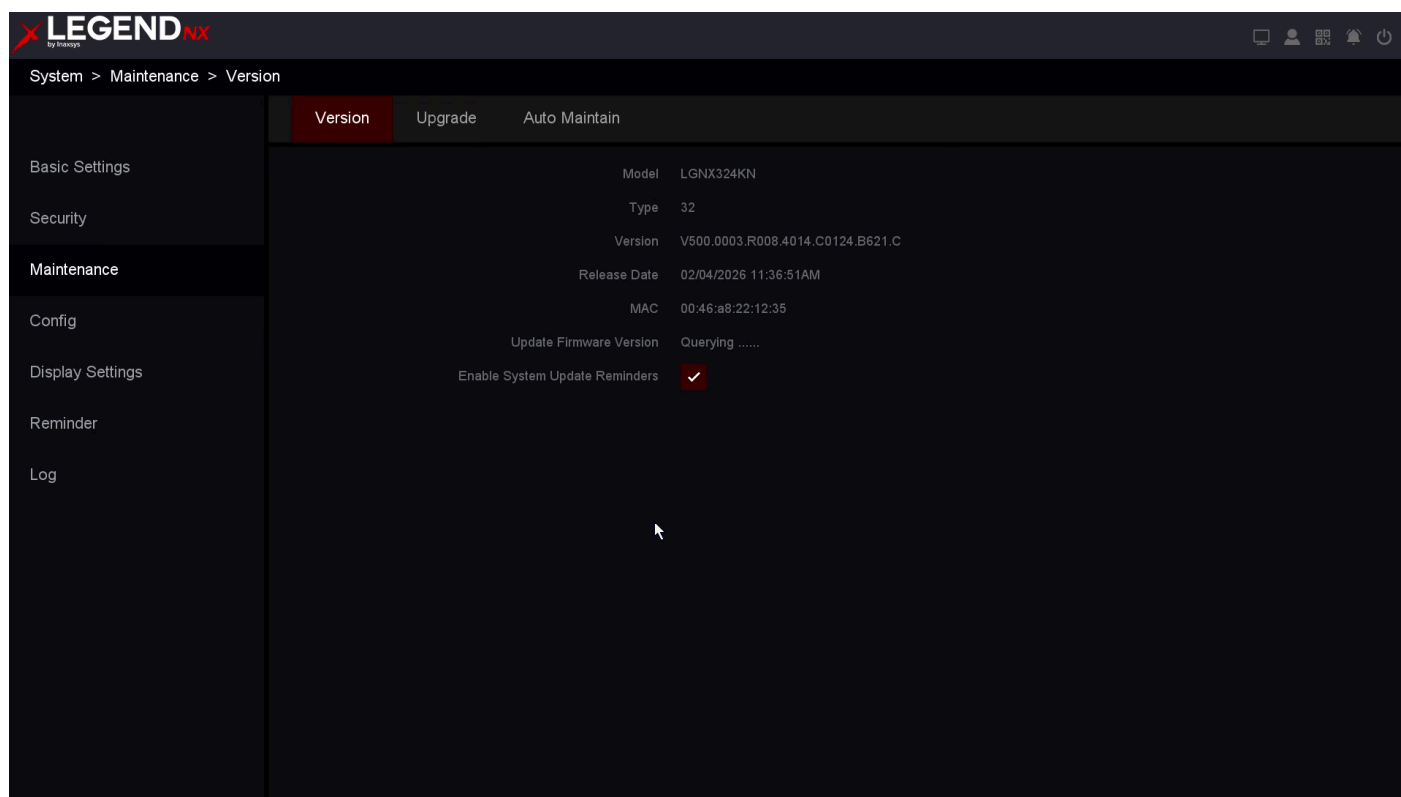 LEGENDNX
by Inaxsys
System > Maintenance > Version
Version Upgrade Auto Maintain
Basic Settings
Security
Maintenance
Config
Display Settings
Reminder
Log
Model LGNX324KN
Type 32
Version V500.0003.R008.4014.C0124.B621.C
Release Date 02/04/2026 11:36:51AM
MAC 00:46:a8:22:12:35
Update Firmware Version Querying ......
Enable System Update Reminders